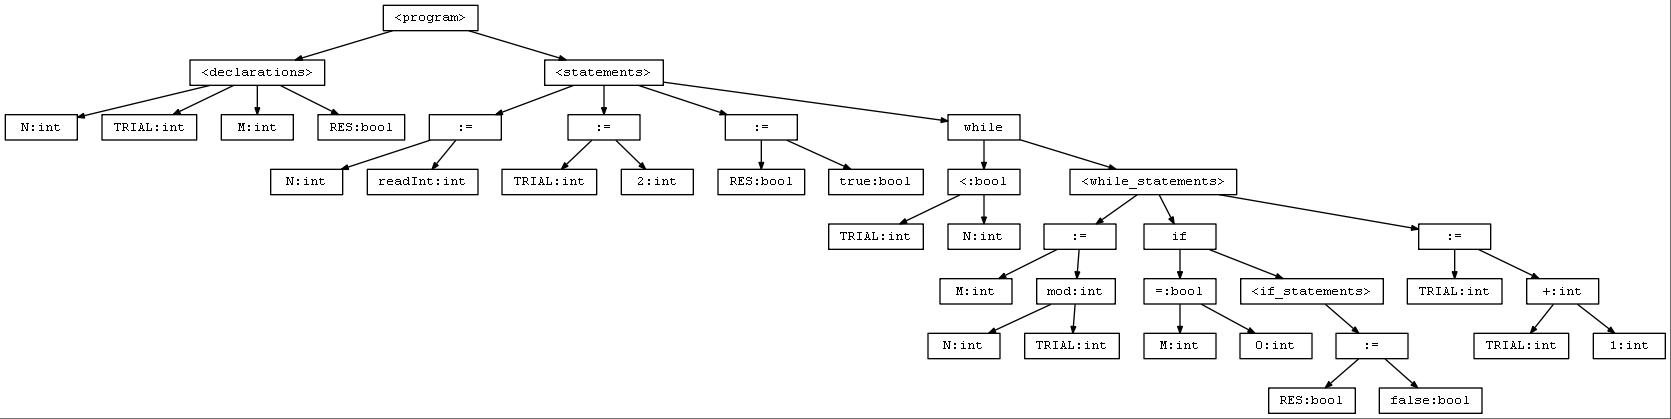 <program>
<declarations> <statements>
N:int TRIAL:int M:int RES:bool := := := while
N:int readInt:int TRIAL:int 2:int RES:bool true:bool <:bool <while_statements>
TRIAL:int N:int := if :=
M:int mod:int =:bool <if_statements> TRIAL:int +:int
N:int TRIAL:int M:int 0:int := TRIAL:int 1:int
RES:bool false:bool